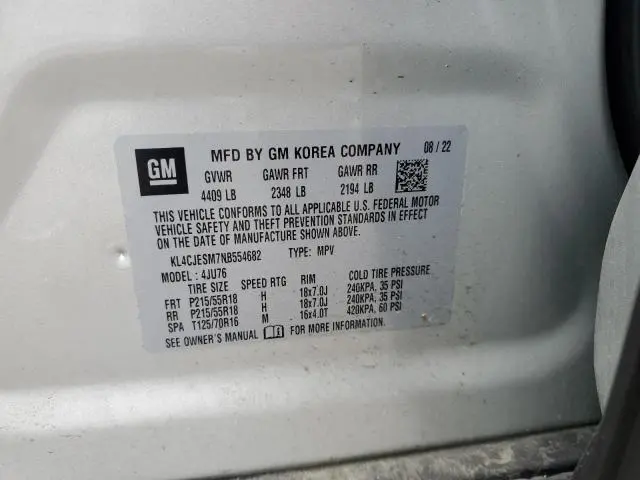 GM MFD BY GM KOREA COMPANY 08 / 22
GVWR GAWR FRT GAWR RR
4409 LB 2348 LB 2194 LB
THIS VEHICLE CONFORMS TO ALL APPLICABLE U.S. FEDERAL MOTOR
VEHICLE SAFETY AND THEFT PREVENTION STANDARDS IN EFFECT
ON THE DATE OF MANUFACTURE SHOWN ABOVE.
KL4CJESM7NB554682 TYPE: MPV
MODEL: 4JU76
TIRE SIZE SPEED RTG RIM COLD TIRE PRESSURE
FRT P215/55R18 H 18x7.0J 240KPA, 35 PSI
RR P215/55R18 H 18x7.0J 240KPA, 35 PSI
SPA T125/70R16 M 16x4.0T 420KPA, 60 PSI
SEE OWNER'S MANUAL FOR MORE INFORMATION.